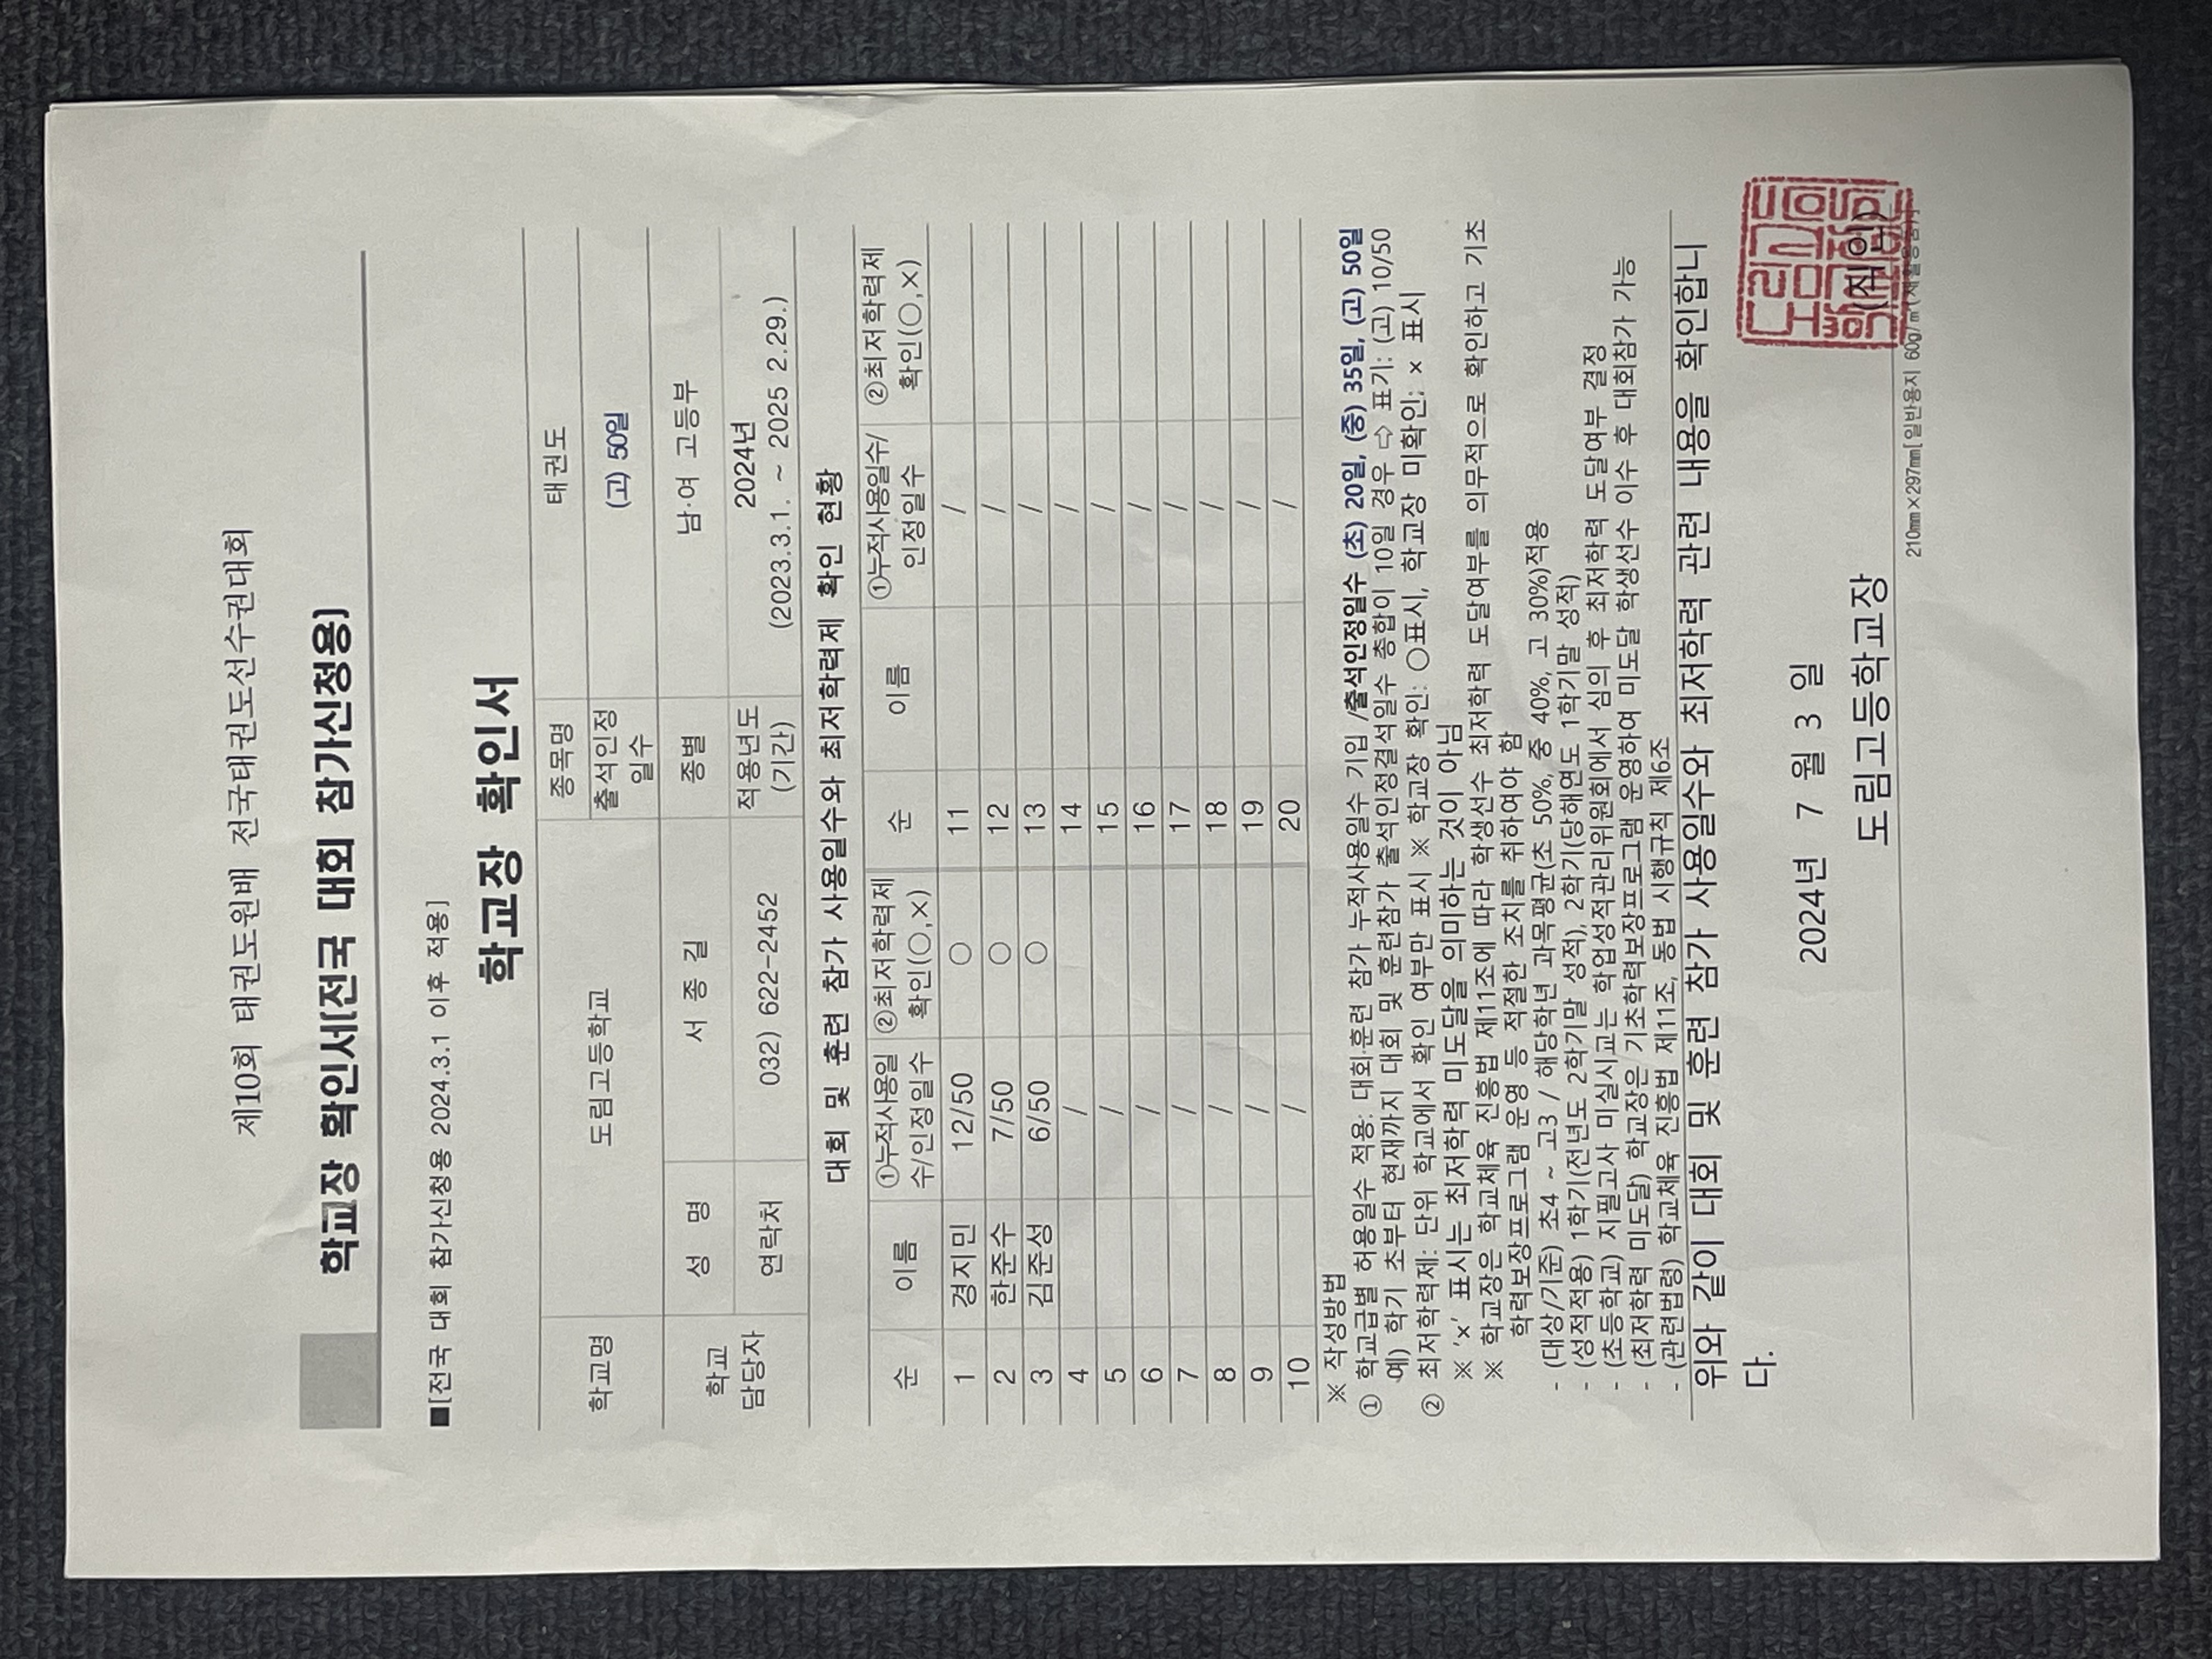 제10회 태권도원배 전국태권도선수권대회
학교장 확인서[전국 대회 참가신청용]
■[전국 대회 참가신청용 2024.3.1 이후 적용]
학교장 확인서
학교명 도림고등학교 종목명 태권도
출석인정 일수 (고) 50일
학교 담당자 성 명 서 종 길 종별 남·여 고등부
연락처 032) 622-2452 적용년도 (기간) 2024년
(2023.3.1. ~ 2025 2.29.)
대회 및 훈련 참가 사용일수와 최저학력제 확인 현황
순 이름 ①누적사용일수/인정일수 ②최저학력제 확인(○,×) 순 이름 ①누적사용일수/인정일수 ②최저학력제 확인(○,×)
1 경지민 12/50 ○ 11 /
2 한준수 7/50 ○ 12 /
3 김준성 6/50 ○ 13 /
4 / 14 /
5 / 15 /
6 / 16 /
7 / 17 /
8 / 18 /
9 / 19 /
10 / 20 /
※ 작성방법
① 학교급별 허용일수 적용: 대회·훈련 참가 누적사용일수 기입 /출석인정일수 (초) 20일, (중) 35일, (고) 50일
예) 학기 초부터 현재까지 대회 및 훈련참가 출석인정결석일수 총합이 10일 경우 ⇨ 표기: (고) 10/50
② 최저학력제: 단위 학교에서 확인 여부만 표시 ※ 학교장 확인: ○표시, 학교장 미확인: × 표시
※ ‘×’ 표시는 최저학력 미도달을 의미하는 것이 아님
※ 학교장은 학교체육 진흥법 제11조에 따라 학생선수 최저학력 도달여부를 의무적으로 확인하고 기초
학력보장프로그램 운영 등 적절한 조치를 취하여야 함
- (대상/기준) 초4 ~ 고3 / 해당학년 과목평균(초 50%, 중 40%, 고 30%)적용
- (성적적용) 1학기(전년도 2학기말 성적), 2학기(당해연도 1학기말 성적)
- (초등학교) 지필고사 미실시교는 학업성적관리위원회에서 심의 후 최저학력 도달여부 결정
- (최저학력 미도달) 학교장은 기초학력보장프로그램 운영하여 미도달 학생선수 이수 후 대회참가 가능
- (관련법령) 학교체육 진흥법 제11조, 동법 시행규칙 제6조
위와 같이 대회 및 훈련 참가 사용일수와 최저학력 관련 내용을 확인합니
다.
2024년 7 월 3 일
도림고등학교장 (직인)
210㎜×297㎜[일반용지 60g/㎡(재활용품)]